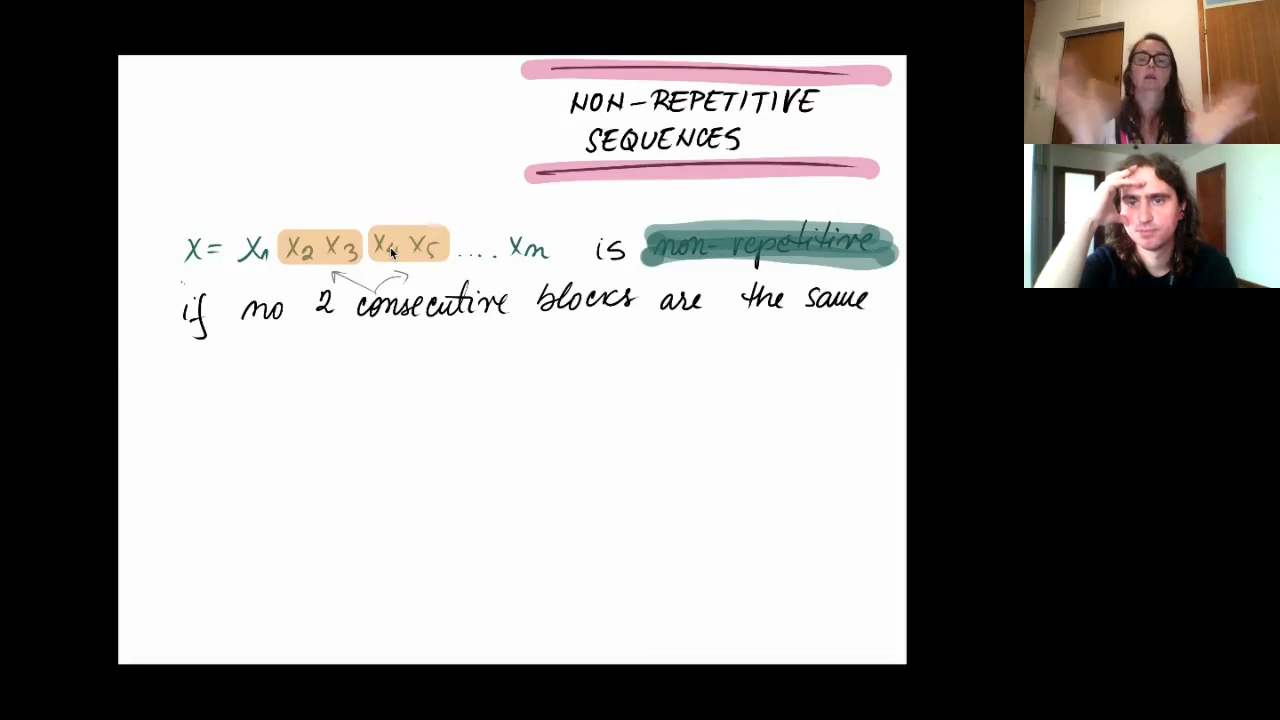 NON-REPETITIVE
SEQUENCES
x = x₁ x₂ x₃ x₄ x₅ .... xₙ is non-repetitive
if no 2 consecutive blocks are the same